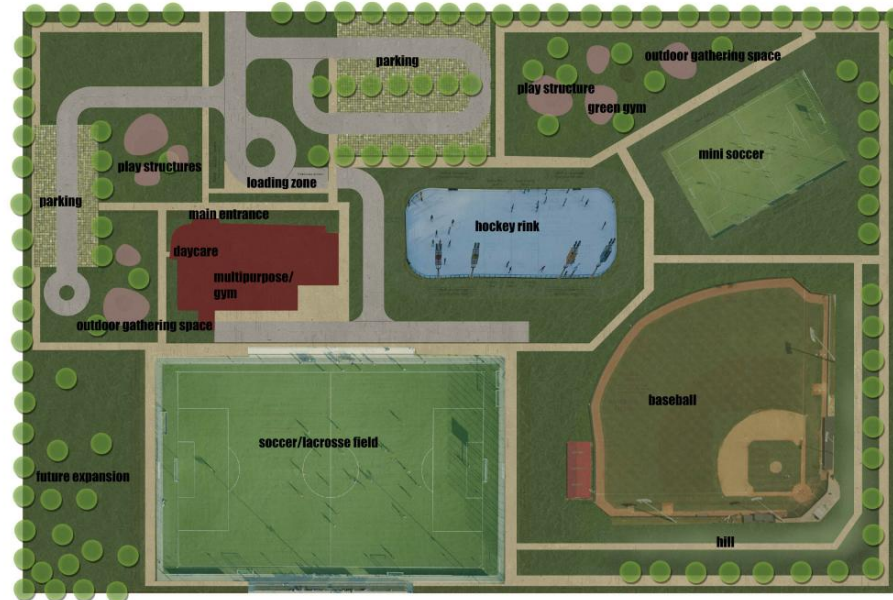 outdoor gathering space
parking
play structure
green gym
mini soccer
play structures
loading zone
parking
main entrance
hockey rink
daycare
multipurpose/
gym
outdoor gathering space
baseball
soccer/lacrosse field
future expansion
hill